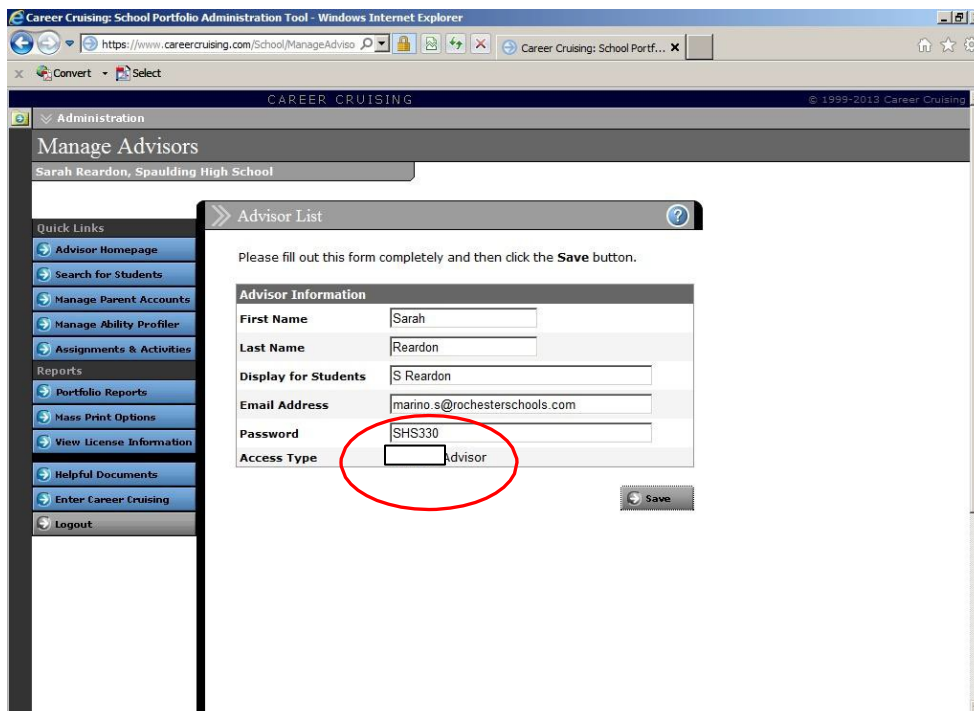 Career Cruising: School Portfolio Administration Tool - Windows Internet Explorer
https://www.careercruising.com/School/ManageAdviso
Career Cruising: School Portf...
Convert Select
CAREER CRUISING © 1999-2013 Career Cruising
Administration
Manage Advisors
Sarah Reardon, Spaulding High School
Quick Links
Advisor Homepage
Search for Students
Manage Parent Accounts
Manage Ability Profiler
Assignments & Activities
Reports
Portfolio Reports
Mass Print Options
View License Information
Helpful Documents
Enter Career Cruising
Logout
Advisor List ?
Please fill out this form completely and then click the Save button.
Advisor Information
First Name Sarah
Last Name Reardon
Display for Students S Reardon
Email Address marino.s@rochesterschools.com
Password SHS330
Access Type Advisor
Save